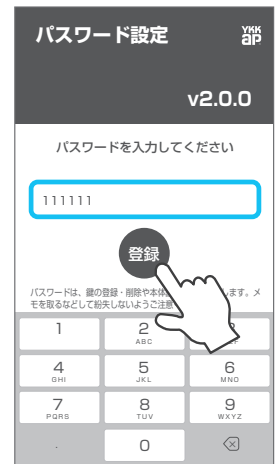 パスワード設定
YKK
ap
v2.0.0
パスワードを入力してください
111111
登録
パスワードは、鍵の登録・削除や本体
します。メ
モを取るなどして紛失しないようご注意
1
2
ABC
4
GHI
5
JKL
6
MNO
7
PQRS
8
TUV
9
WXYZ
.
0